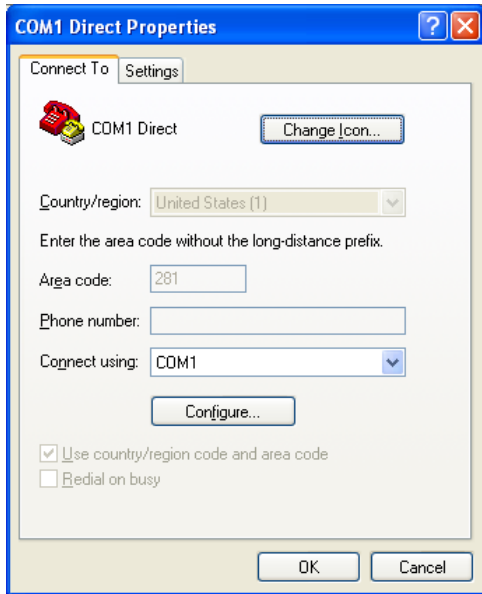 COM1 Direct Properties
Connect To Settings
COM1 Direct Change Icon...
Country/region: United States (1)
Enter the area code without the long-distance prefix.
Area code: 281
Phone number:
Connect using: COM1
Configure...
Use country/region code and area code
Redial on busy
OK Cancel